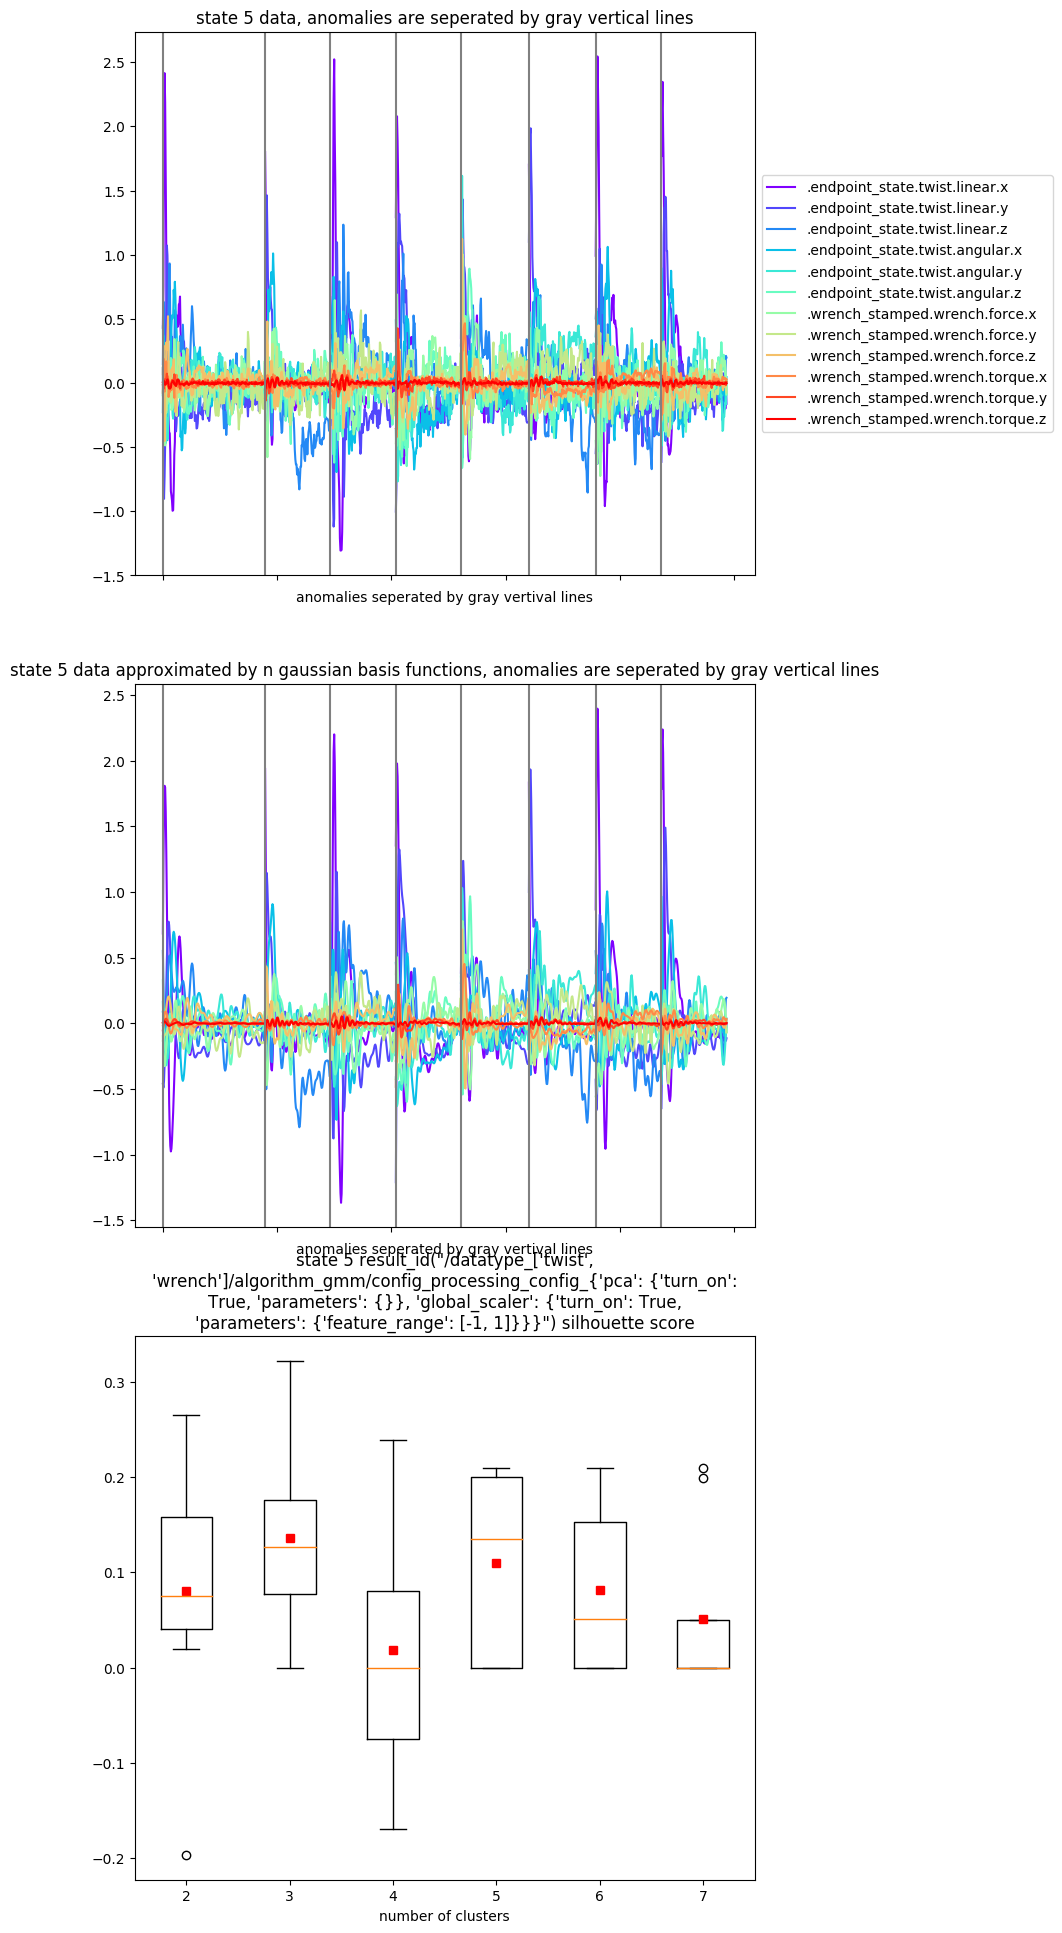 state 5 data, anomalies are seperated by gray vertical lines
2.5
2.0
1.5
1.0
0.5
0.0
−0.5
−1.0
−1.5
.endpoint_state.twist.linear.x
.endpoint_state.twist.linear.y
.endpoint_state.twist.linear.z
.endpoint_state.twist.angular.x
.endpoint_state.twist.angular.y
.endpoint_state.twist.angular.z
.wrench_stamped.wrench.force.x
.wrench_stamped.wrench.force.y
.wrench_stamped.wrench.force.z
.wrench_stamped.wrench.torque.x
.wrench_stamped.wrench.torque.y
.wrench_stamped.wrench.torque.z
anomalies seperated by gray vertival lines
state 5 data approximated by n gaussian basis functions, anomalies are seperated by gray vertical lines
2.5
2.0
1.5
1.0
0.5
0.0
−0.5
−1.0
−1.5
anomalies seperated by gray vertival lines
state 5 result_id("/datatype_['twist',
'wrench']/algorithm_gmm/config_processing_config_{'pca': {'turn_on':
True, 'parameters': {}}, 'global_scaler': {'turn_on': True,
'parameters': {'feature_range': [-1, 1]}}}") silhouette score
0.3
0.2
0.1
0.0
−0.1
−0.2
2 3 4 5 6 7
number of clusters